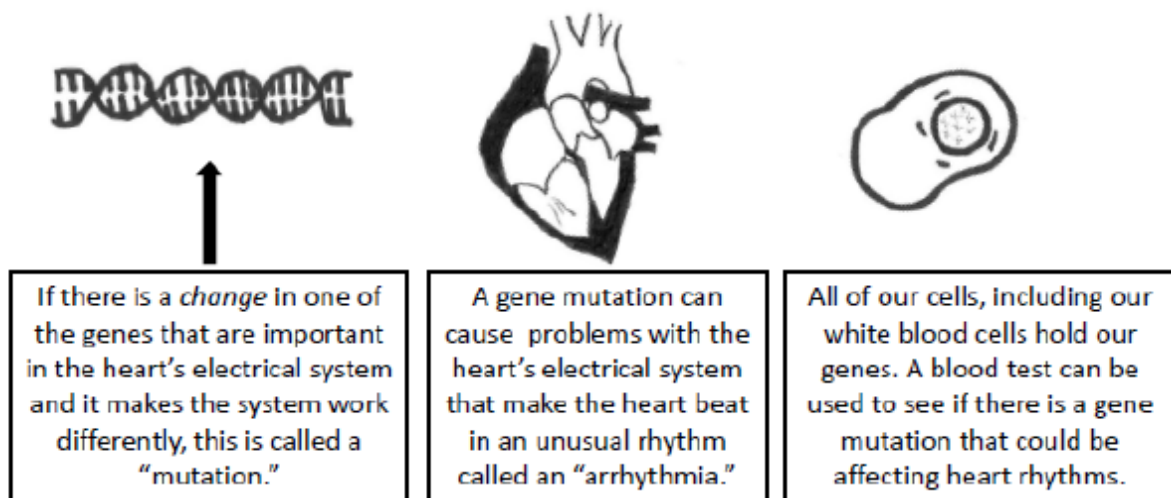 If there is a change in one of
the genes that are important
in the heart's electrical system
and it makes the system work
differently, this is called a
"mutation."
A gene mutation can
cause problems with the
heart's electrical system
that make the heart beat
in an unusual rhythm
called an "arrhythmia."
All of our cells, including our
white blood cells hold our
genes. A blood test can be
used to see if there is a gene
mutation that could be
affecting heart rhythms.